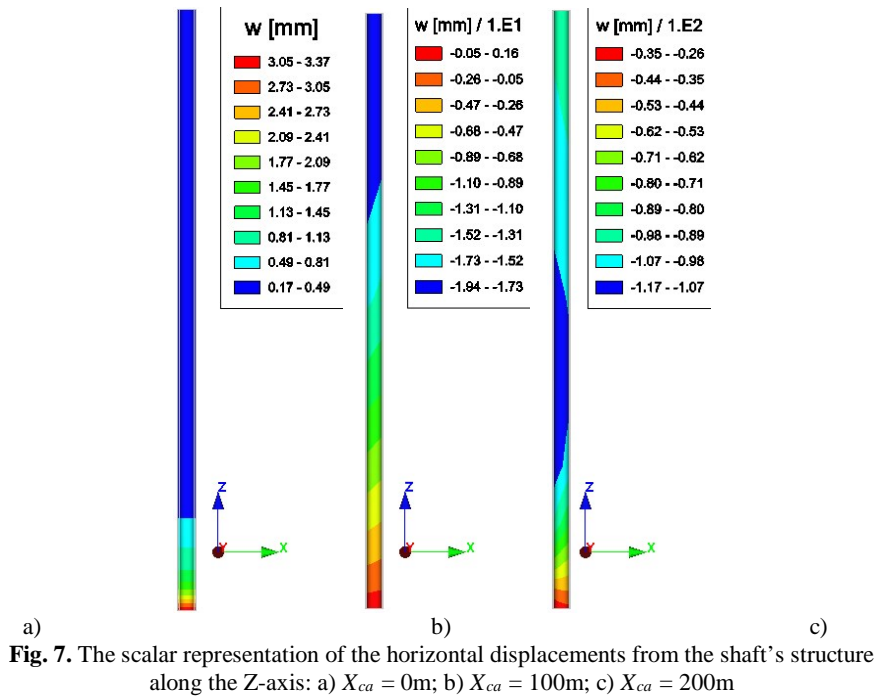 w [mm]
3.05 - 3.37
2.73 - 3.05
2.41 - 2.73
2.09 - 2.41
1.77 - 2.09
1.45 - 1.77
1.13 - 1.45
0.81 - 1.13
0.49 - 0.81
0.17 - 0.49
Z
Y
X
w [mm] / 1.E1
-0.05 - 0.16
-0.26 - -0.05
-0.47 - -0.26
-0.68 - -0.47
-0.89 - -0.68
-1.10 - -0.89
-1.31 - -1.10
-1.52 - -1.31
-1.73 - -1.52
-1.94 - -1.73
Z
Y
X
w [mm] / 1.E2
-0.35 - -0.26
-0.44 - -0.35
-0.53 - -0.44
-0.62 - -0.53
-0.71 - -0.62
-0.80 - -0.71
-0.89 - -0.80
-0.98 - -0.89
-1.07 - -0.98
-1.17 - -1.07
Z
Y
X
a) b) c)
Fig. 7. The scalar representation of the horizontal displacements from the shaft’s structure
along the Z-axis: a) Xca = 0m; b) Xca = 100m; c) Xca = 200m